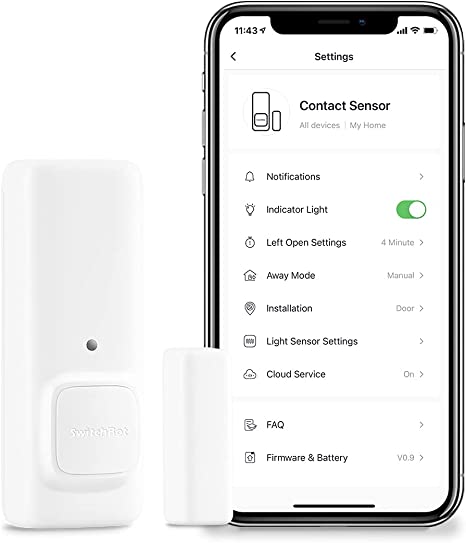 11:43
Settings
Contact Sensor
All devices | My Home
Notifications
Indicator Light
Left Open Settings 4 Minute
Away Mode Manual
Installation Door
Light Sensor Settings
Cloud Service On
FAQ
Firmware & Battery V0.9
SwitchBot